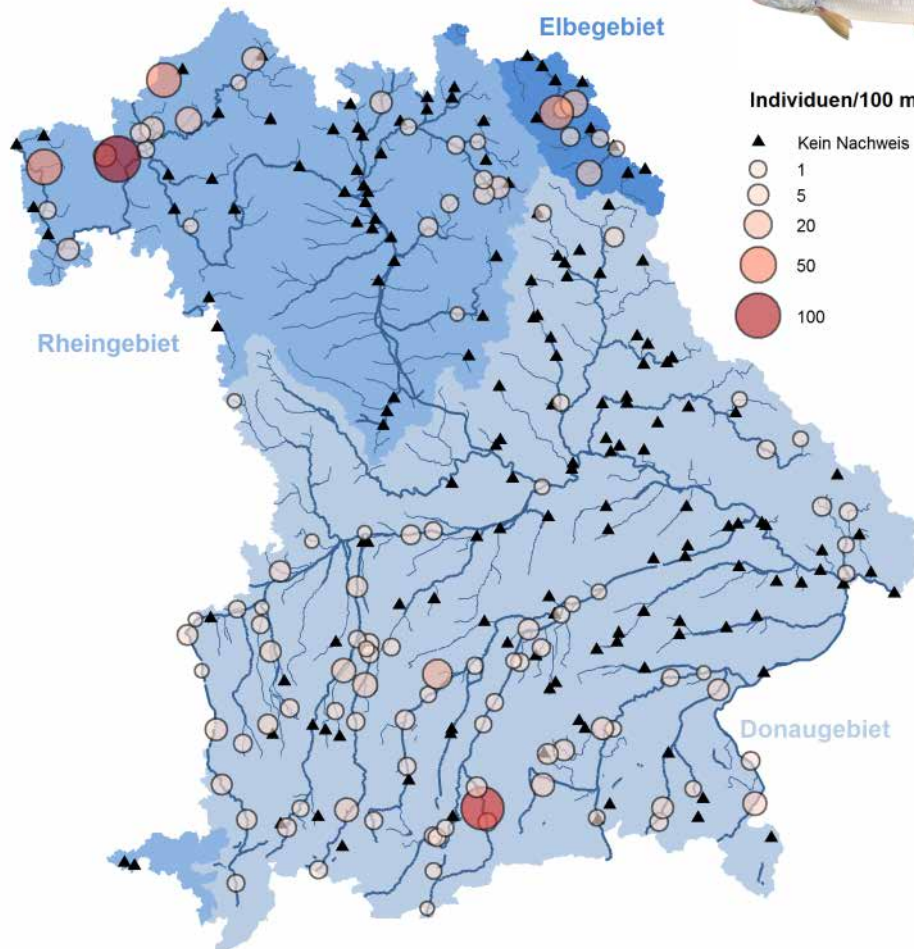 Elbegebiet
Individuen/100 m
Kein Nachweis
1
5
20
50
100
Rheingebiet
Donaugebiet